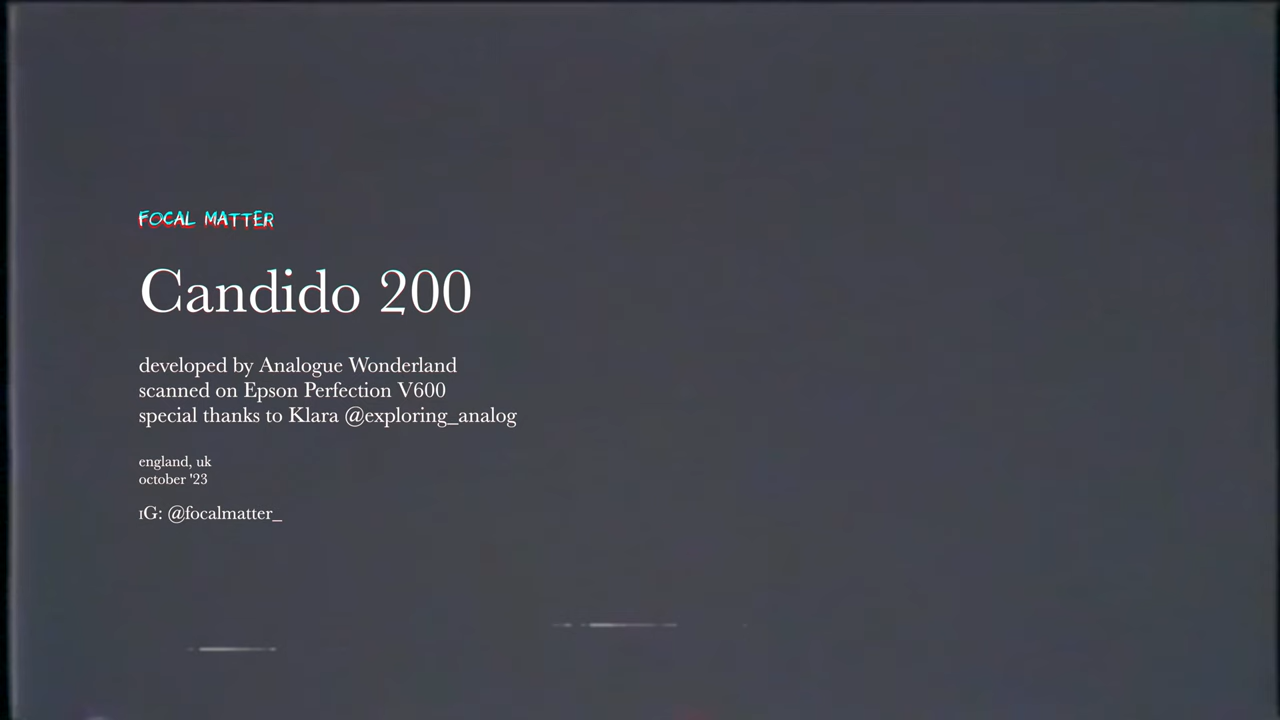 FOCAL MATTER
Candido 200
developed by Analogue Wonderland
scanned on Epson Perfection V600
special thanks to Klara @exploring_analog
england, uk
october '23
IG: @focalmatter_